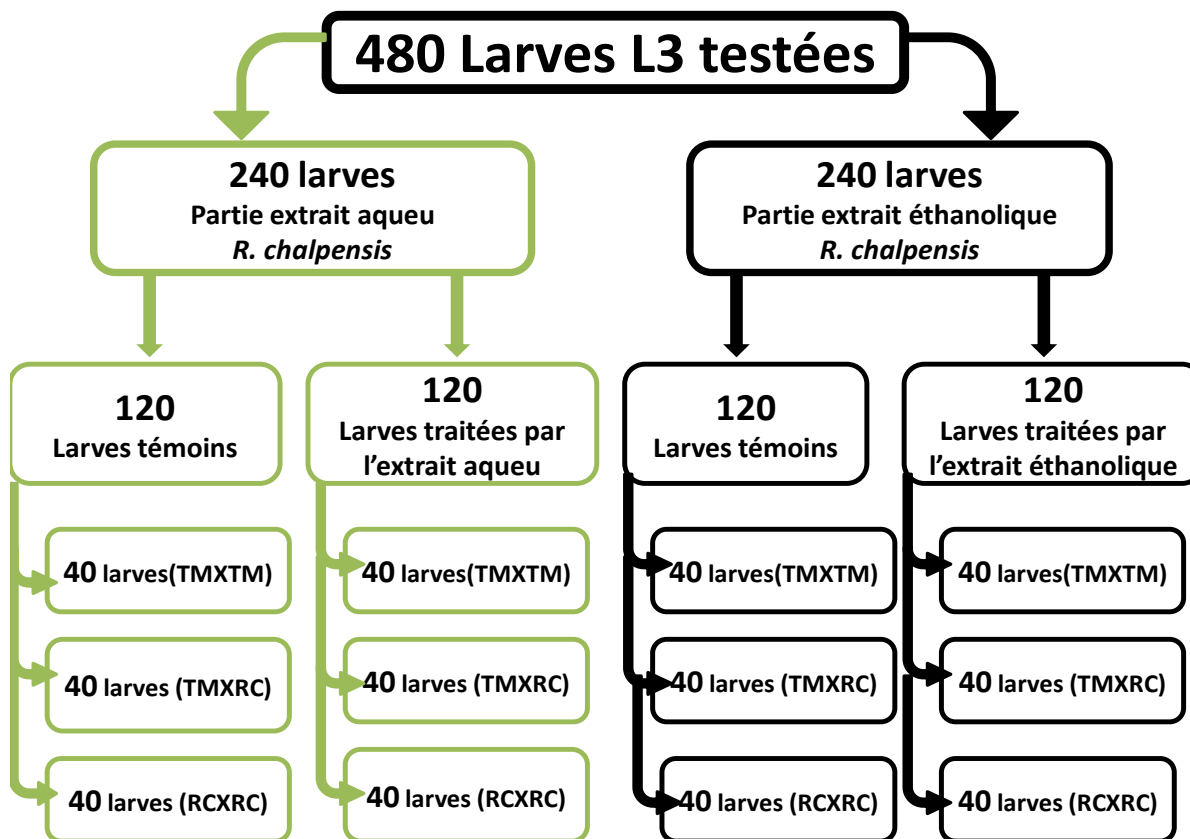 480 Larves L3 testées
240 larves
Partie extrait aqueu
R. chalpensis
240 larves
Partie extrait éthanolique
R. chalpensis
120
Larves témoins
120
Larves traitées par
l’extrait aqueu
120
Larves témoins
120
Larves traitées par
l’extrait éthanolique
40 larves(TMXTM)
40 larves(TMXTM)
40 larves(TMXTM)
40 larves(TMXTM)
40 larves (TMXRC)
40 larves (TMXRC)
40 larves (TMXRC)
40 larves (TMXRC)
40 larves (RCXRC)
40 larves (RCXRC)
40 larves (RCXRC)
40 larves (RCXRC)